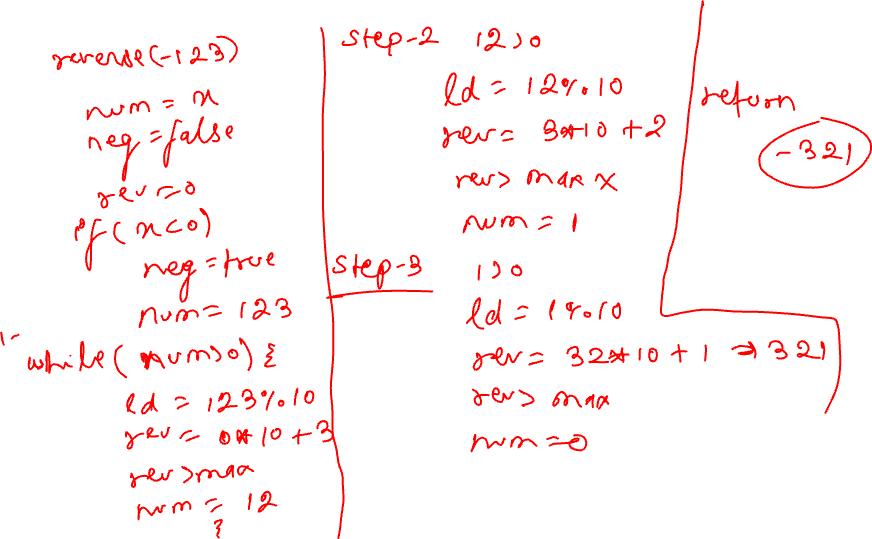 reverse(-123)
num = x
neg = false
rev = 0
if(x<0)
neg = true
num = 123
1-
while(num>0){
ld = 123%10
rev = 0*10+3
rev>max
num = 12
}
Step-2 12>0
ld = 12%10
rev = 3*10+2
rev> max x
num = 1
Step-3 1>0
ld = 1%10
rev = 32*10+1 => 321
rev> max
num=0
return
-321